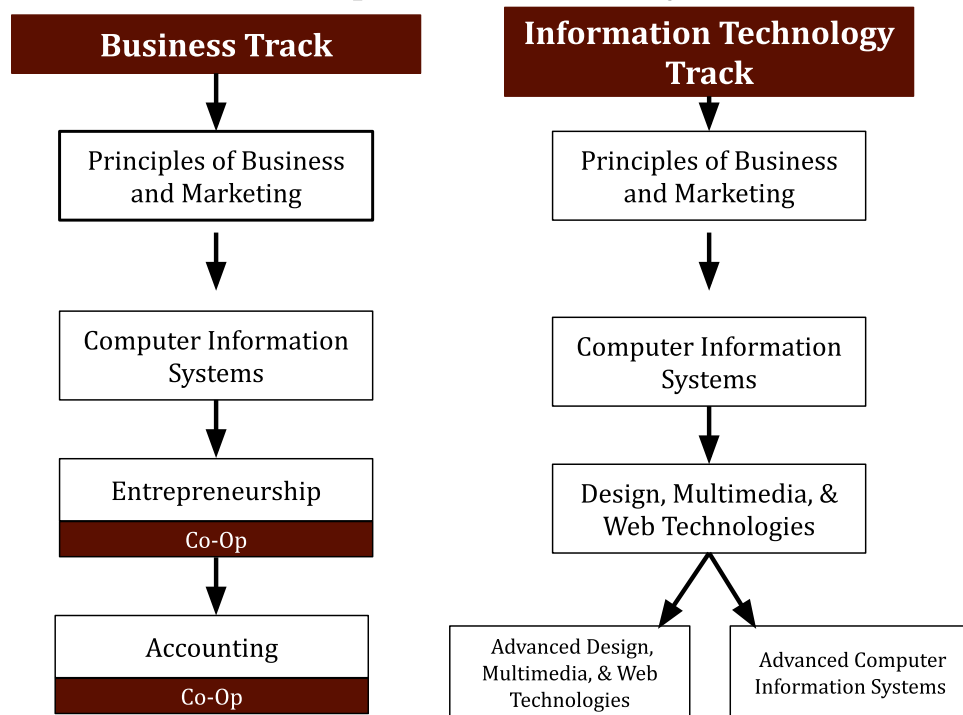 Business Track
Principles of Business
and Marketing
Computer Information
Systems
Entrepreneurship
Co-Op
Accounting
Co-Op
Information Technology
Track
Principles of Business
and Marketing
Computer Information
Systems
Design, Multimedia, &
Web Technologies
Advanced Design,
Multimedia, & Web
Technologies
Advanced Computer
Information Systems